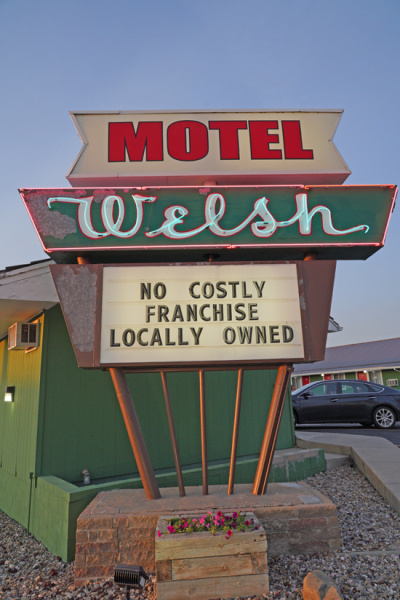 MOTEL
Welsh
NO COSTLY
FRANCHISE
LOCALLY OWNED